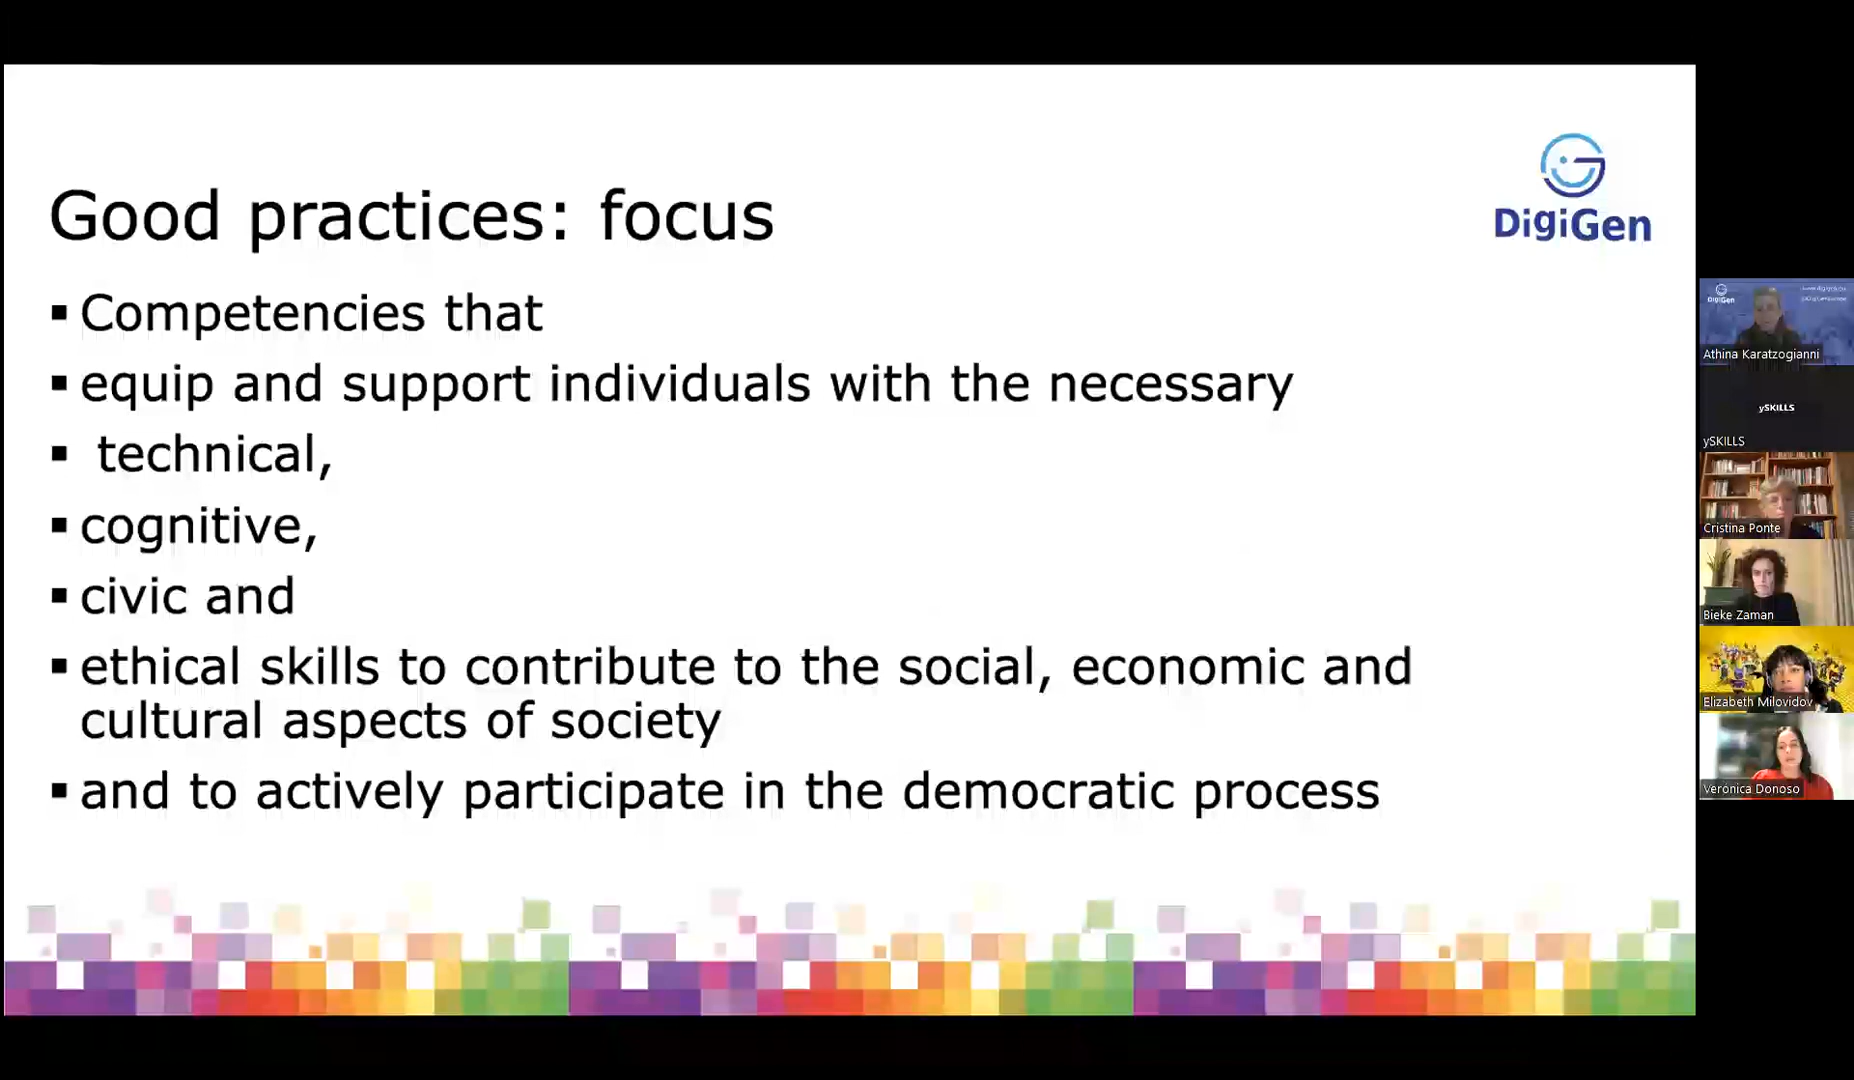 Good practices: focus
DigiGen
▪ Competencies that
▪ equip and support individuals with the necessary
▪ technical,
▪ cognitive,
▪ civic and
▪ ethical skills to contribute to the social, economic and
cultural aspects of society
▪ and to actively participate in the democratic process
DigiGen
Athina Karatzogianni
ySKILLS
ySKILLS
Cristina Ponte
Bieke Zaman
Elizabeth Milovidov
Verónica Donoso